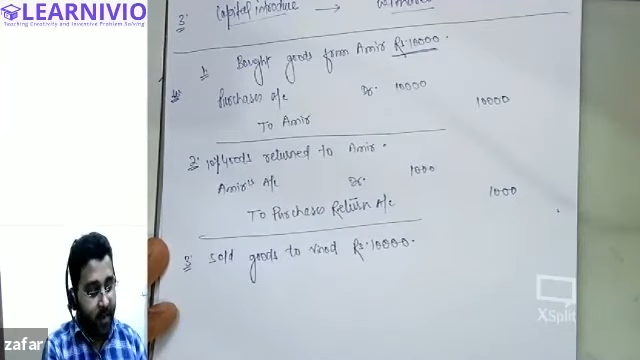 LEARNIVIO
Teaching Creativity and Inventive Problem Solving
3. Capital introduce →
1. Bought goods from Amir Rs. 10000.
4.
Purchases a/c Dr. 10000
To Amir 10000
2. 10% Goods returned to Amir.
Amir's A/c Dr. 1000
To Purchases Return A/c 1000
3. Sold goods to vinod Rs. 10000.
XSplit
zafar